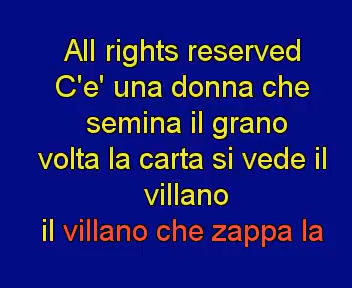 All rights reserved
C'e' una donna che
semina il grano
volta la carta si vede il
villano
il villano che zappa la